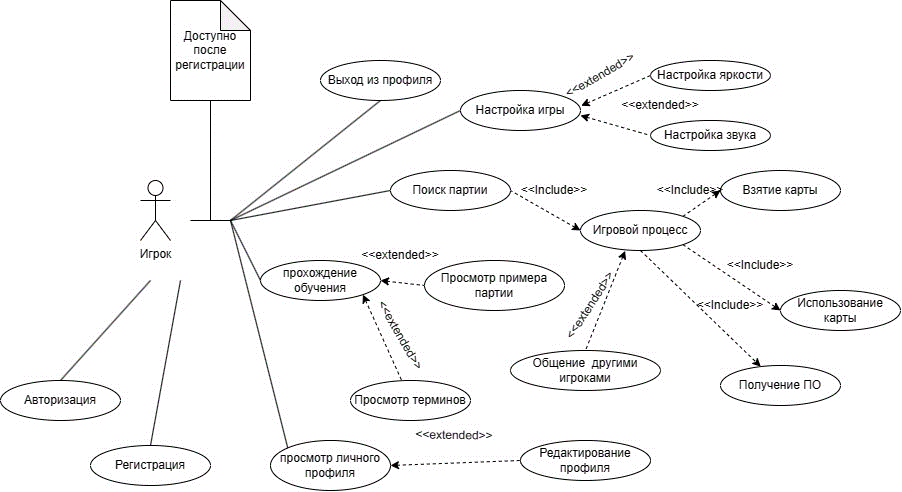 Доступно
после
регистрации
Выход из профиля
<<extended>>
Настройка яркости
Настройка игры
<<extended>>
Настройка звука
Поиск партии
<<Include>>
<<Include>>
Взятие карты
Игрок
Игровой процесс
<<extended>>
<<Include>>
прохождение
обучения
Просмотр примера
партии
<<extended>>
<<extended>>
<<Include>>
Использование
карты
Общение другими
игроками
Получение ПО
Авторизация
Просмотр терминов
<<extended>>
Регистрация
просмотр личного
профиля
Редактирование
профиля